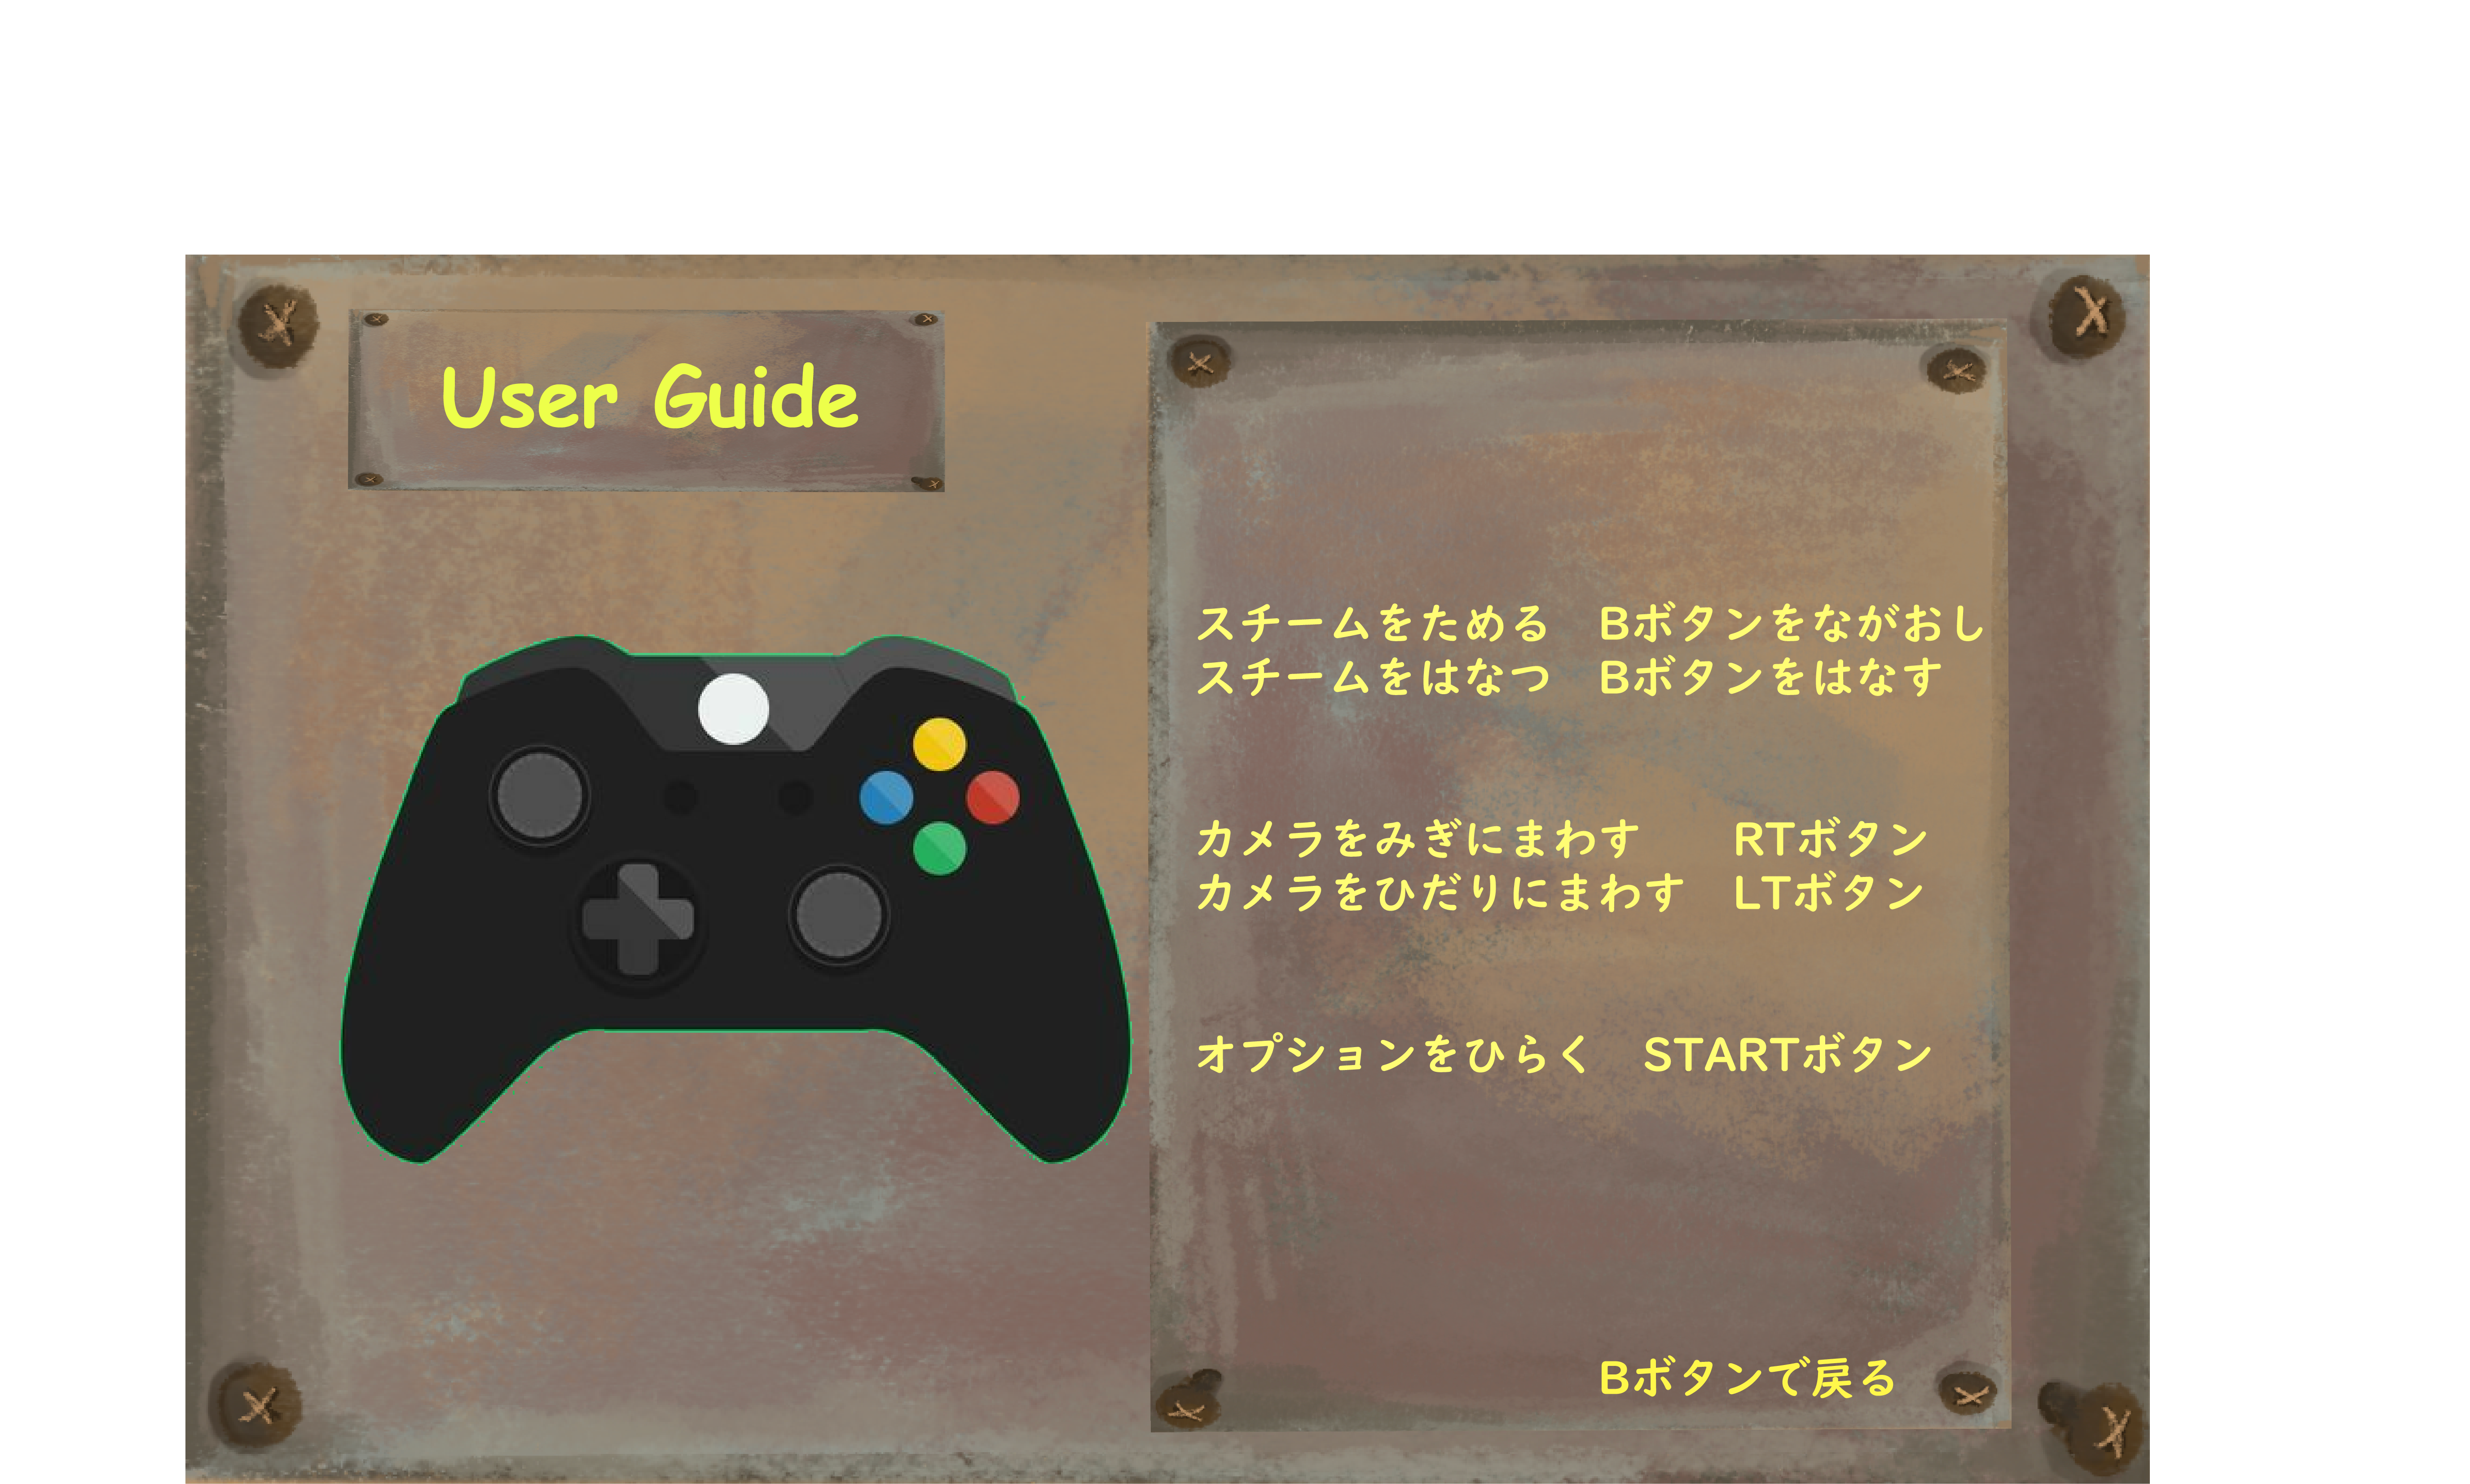 User Guide
スチームをためる　Bボタンをながおし
スチームをはなつ　Bボタンをはなす
カメラをみぎにまわす　　RTボタン
カメラをひだりにまわす　LTボタン
オプションをひらく　STARTボタン
Bボタンで戻る